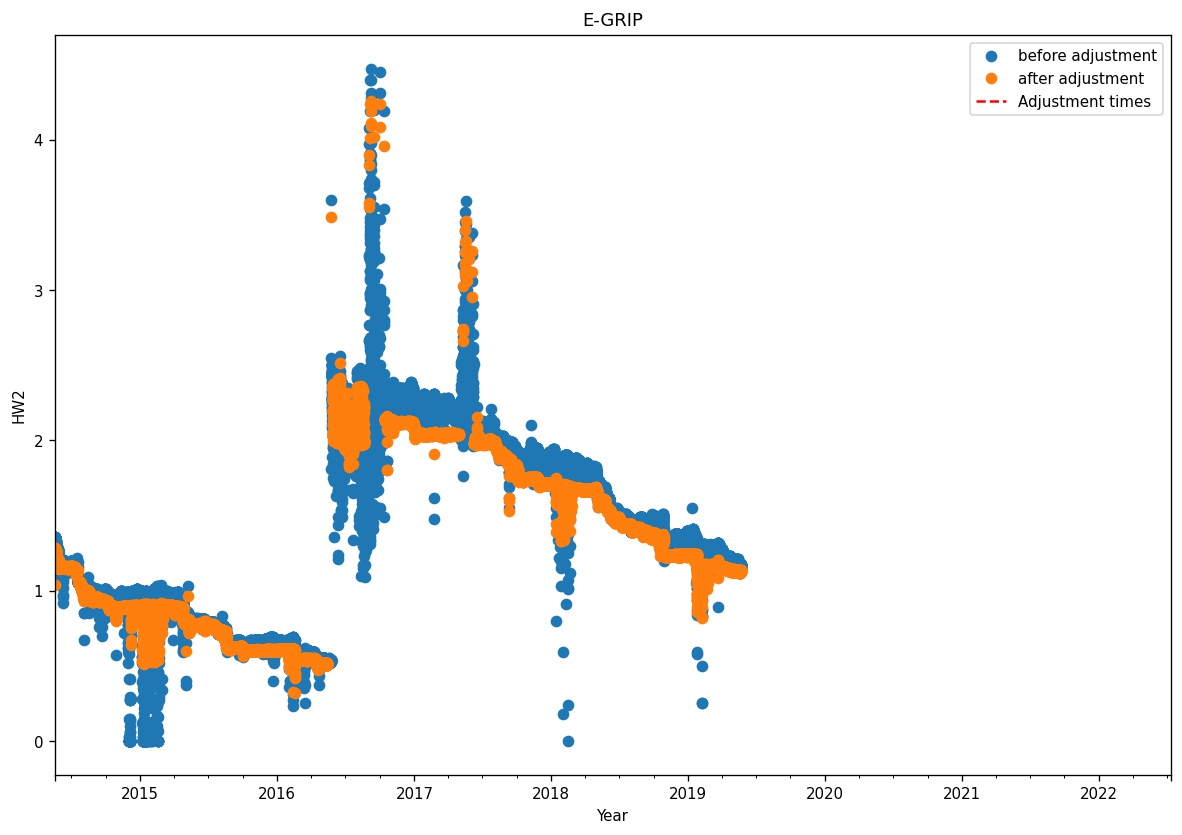 E-GRIP
before adjustment
after adjustment
Adjustment times
HW2
4
3
2
1
0
2015 2016 2017 2018 2019 2020 2021 2022
Year